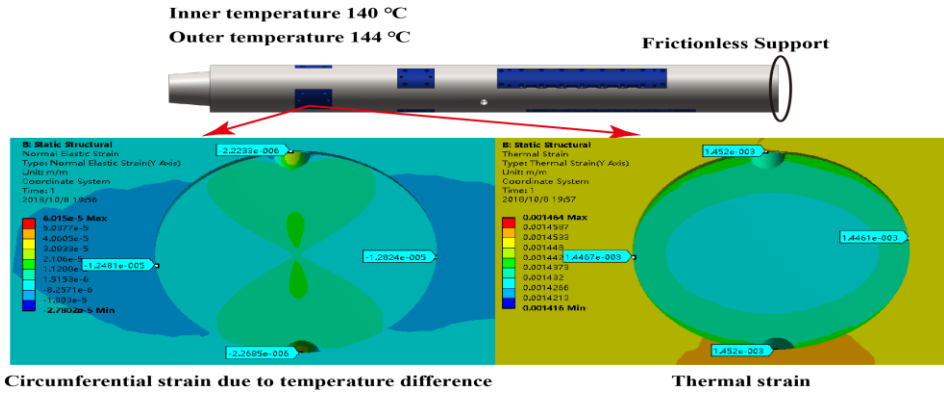 Inner temperature 140 °C
Outer temperature 144 °C
Frictionless Support
B: Static Structural
Normal Elastic Strain
Type: Normal Elastic Strain(Y Axis)
Unit: m/m
Coordinate System
Time: 1
2018/10/8 19:56
6.015e-5 Max
5.0377e-5
4.0605e-5
3.0833e-5
2.106e-5
1.1288e-5
1.5153e-6
-8.2571e-6
-1.803e-5
-2.7802e-5 Min
-2.2233e-006
-1.2481e-005
-1.2824e-005
-2.2685e-006
B: Static Structural
Thermal Strain
Type: Thermal Strain(Y Axis)
Unit: m/m
Coordinate System
Time: 1
2018/10/8 19:57
0.001464 Max
0.0014587
0.0014533
0.001448
0.0014373
0.001432
0.0014266
0.0014213
0.001416 Min
1.452e-003
1.4467e-003
1.4461e-003
1.452e-003
Circumferential strain due to temperature difference
Thermal strain